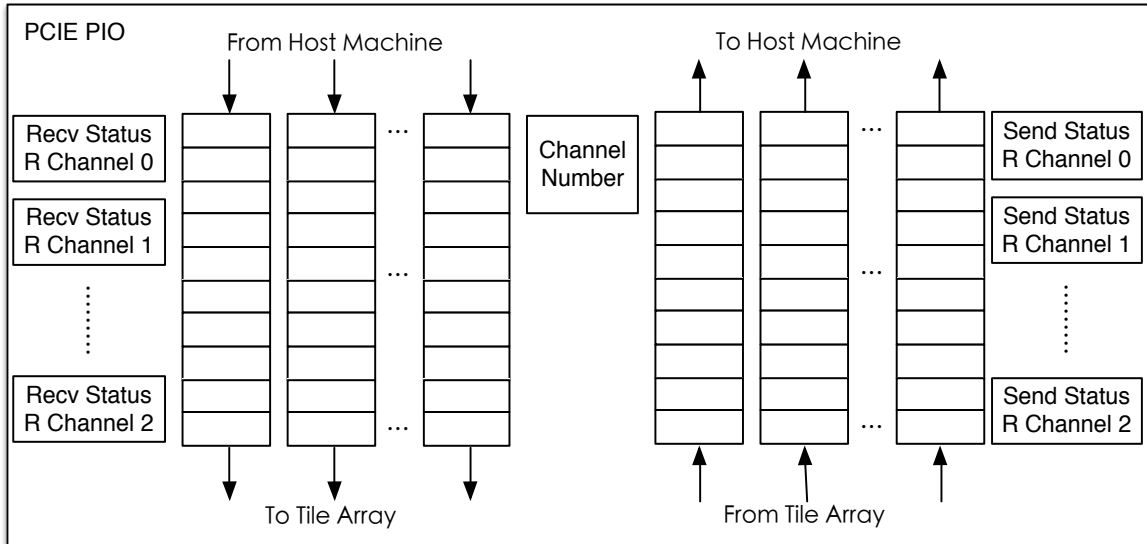 PCIE PIO
From Host Machine
To Host Machine
Recv Status
R Channel 0
...
Channel
Number
...
Send Status
R Channel 0
Recv Status
R Channel 1
Send Status
R Channel 1
...
...
Recv Status
R Channel 2
...
...
Send Status
R Channel 2
To Tile Array
From Tile Array